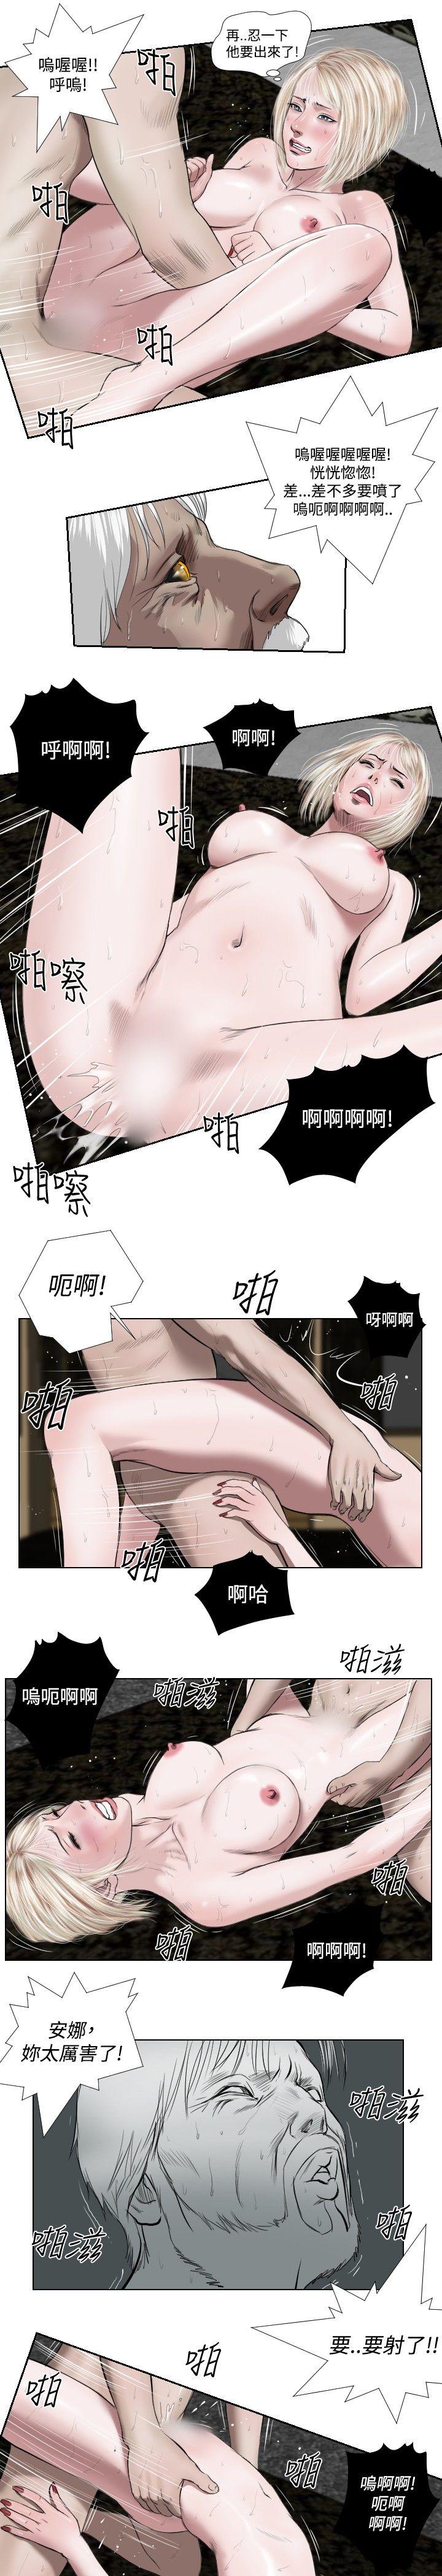 嗚喔喔!!
呼嗚!
再..忍一下
他要出來了!
啪
啪
啪
啪
嗚喔喔喔喔喔!
恍恍惚惚!
差...差不多要噴了
嗚呃啊啊啊啊..
呼啊啊!
啊啊!
啪
啪嚓
啊啊啊啊!
啪
啪嚓
呃啊!
啪
呀啊啊
啪
啪
啪
啊哈
啪滋
嗚呃啊啊
啪滋
啪
啪
啊啊啊!
安娜，
妳太厲害了!
啪滋
啪
啪滋
要..要射了!!
啪
啪
啪
嗚啊啊!
呃啊
啊啊!